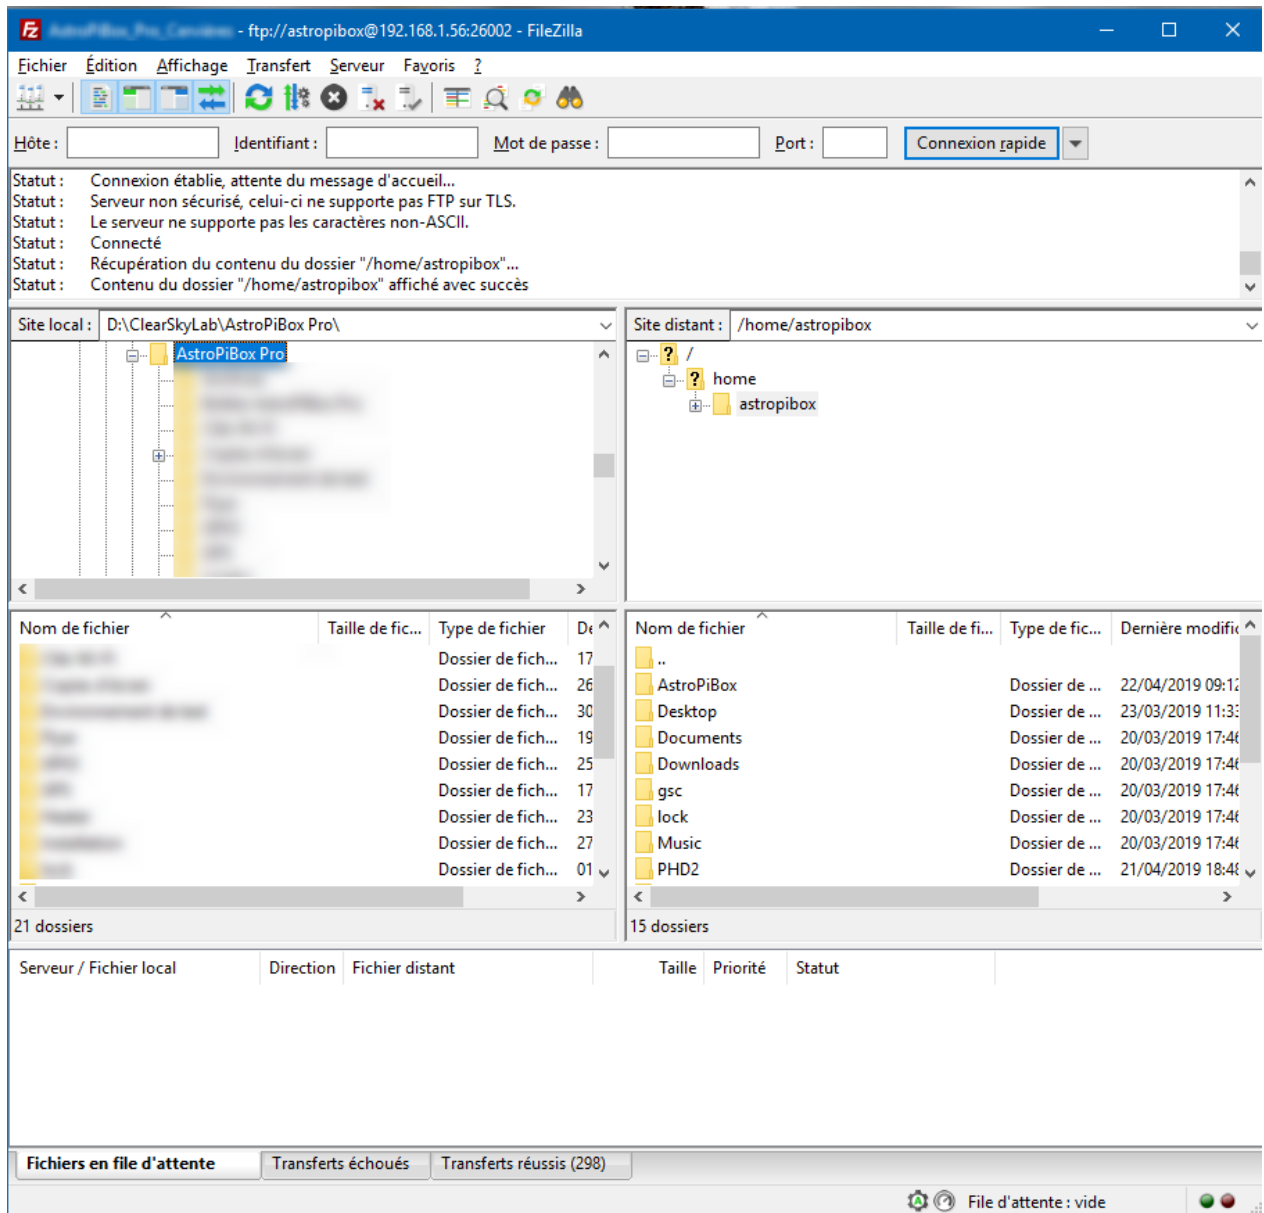 - ftp://astropibox@192.168.1.56:26002 - FileZilla
Fichier Édition Affichage Transfert Serveur Favoris ?
Hôte : Identifiant : Mot de passe : Port : Connexion rapide
Statut : Connexion établie, attente du message d'accueil...
Statut : Serveur non sécurisé, celui-ci ne supporte pas FTP sur TLS.
Statut : Le serveur ne supporte pas les caractères non-ASCII.
Statut : Connecté
Statut : Récupération du contenu du dossier "/home/astropibox"...
Statut : Contenu du dossier "/home/astropibox" affiché avec succès
Site local : D:\ClearSkyLab\AstroPiBox Pro\
AstroPiBox Pro
Site distant : /home/astropibox
/
home
astropibox
Nom de fichier Taille de fic... Type de fichier De
Dossier de fich... 17
Dossier de fich... 26
Dossier de fich... 30
Dossier de fich... 19
Dossier de fich... 25
Dossier de fich... 17
Dossier de fich... 23
Dossier de fich... 27
Dossier de fich... 01
21 dossiers
Nom de fichier Taille de fi... Type de fic... Dernière modific
..
AstroPiBox Dossier de ... 22/04/2019 09:12
Desktop Dossier de ... 23/03/2019 11:33
Documents Dossier de ... 20/03/2019 17:46
Downloads Dossier de ... 20/03/2019 17:46
gsc Dossier de ... 20/03/2019 17:46
lock Dossier de ... 20/03/2019 17:46
Music Dossier de ... 20/03/2019 17:46
PHD2 Dossier de ... 21/04/2019 18:48
15 dossiers
Serveur / Fichier local Direction Fichier distant Taille Priorité Statut
Fichiers en file d'attente Transferts échoués Transferts réussis (298)
File d'attente : vide